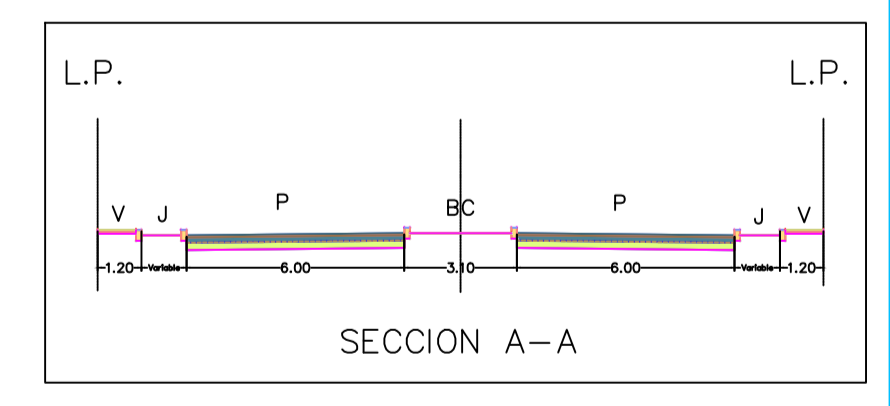 L.P. L.P.
V J P BC P J V
1.20 Variable 6.00 3.10 6.00 Variable 1.20
SECCION A-A